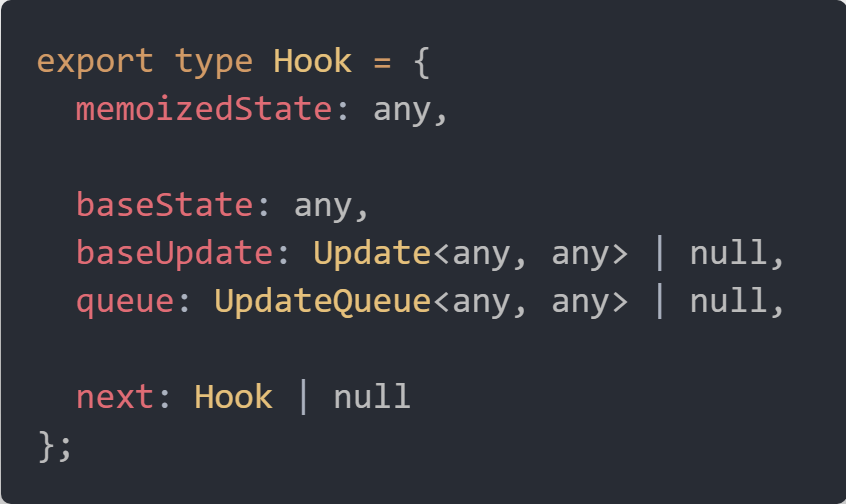 export type Hook = {
  memoizedState: any,
  baseState: any,
  baseUpdate: Update<any, any> | null,
  queue: UpdateQueue<any, any> | null,
  next: Hook | null
};